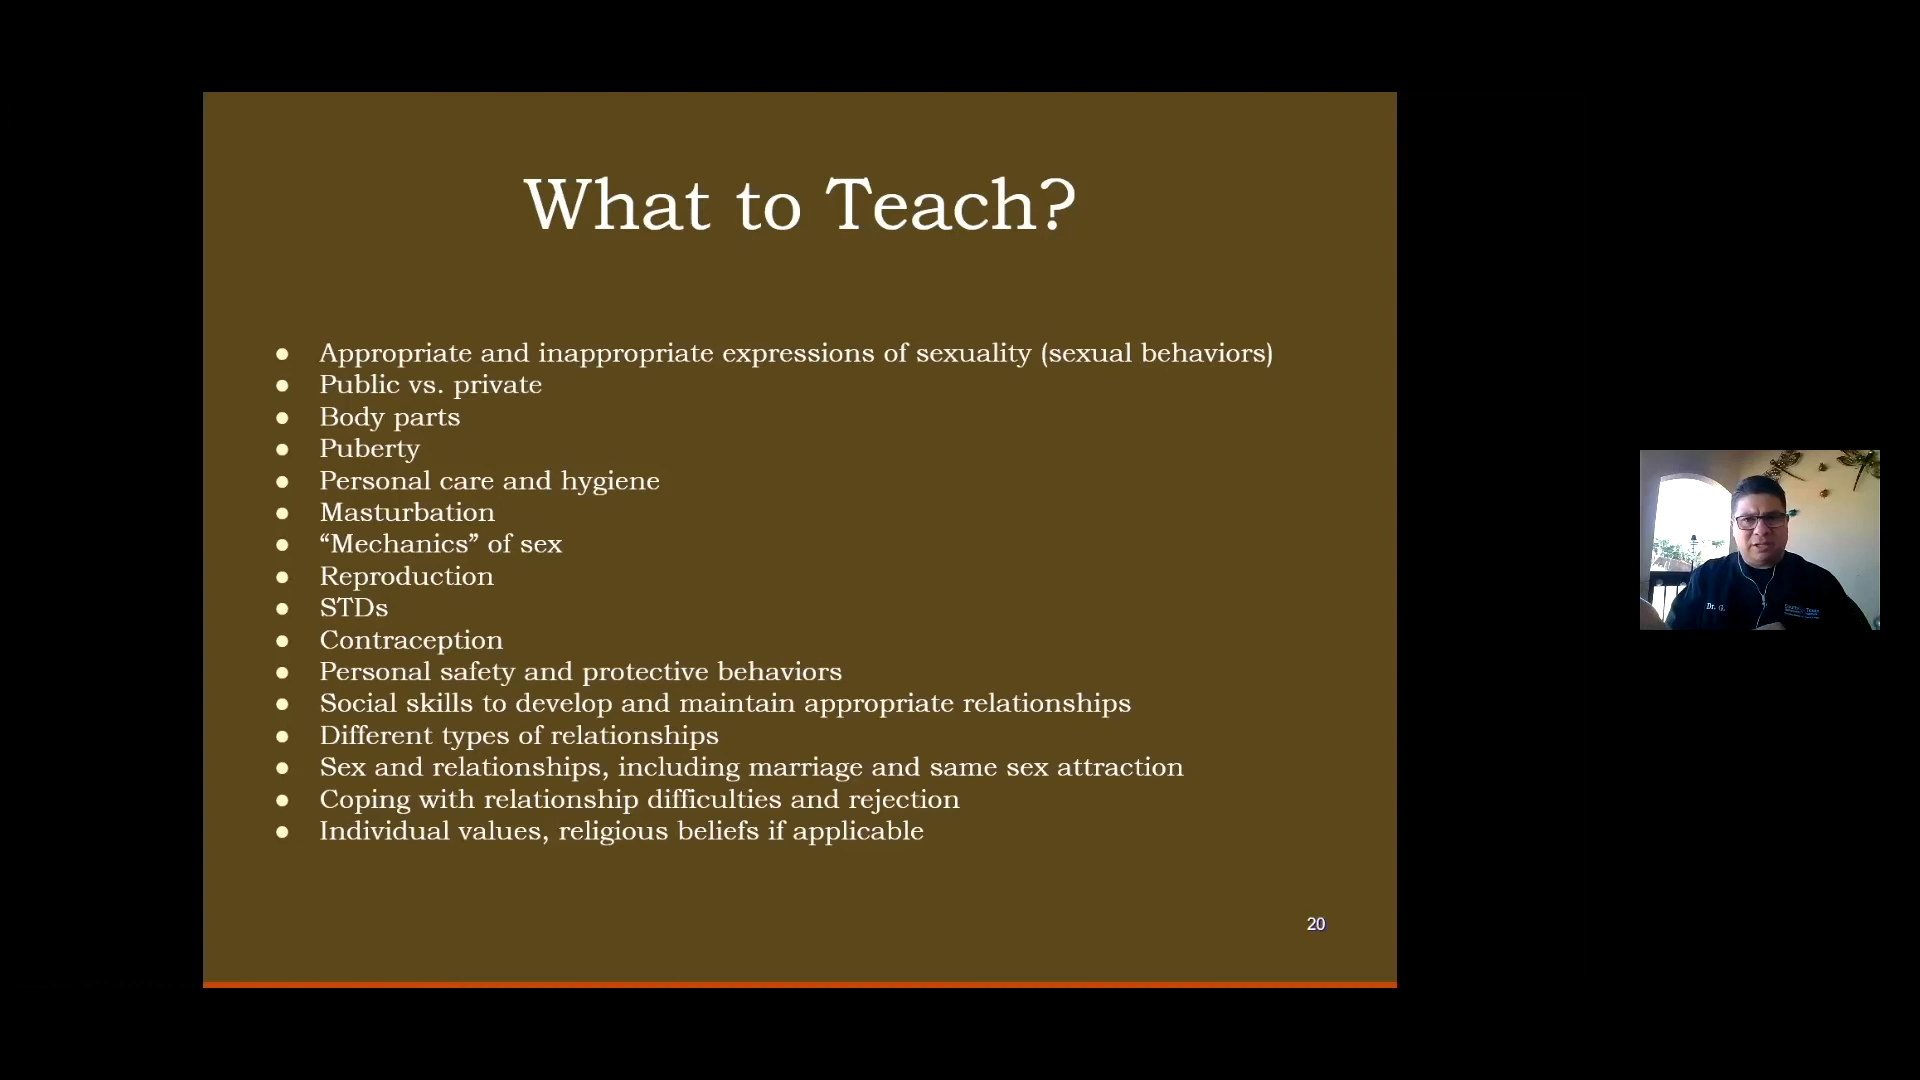 What to Teach?
● Appropriate and inappropriate expressions of sexuality (sexual behaviors)
● Public vs. private
● Body parts
● Puberty
● Personal care and hygiene
● Masturbation
● “Mechanics” of sex
● Reproduction
● STDs
● Contraception
● Personal safety and protective behaviors
● Social skills to develop and maintain appropriate relationships
● Different types of relationships
● Sex and relationships, including marriage and same sex attraction
● Coping with relationship difficulties and rejection
● Individual values, religious beliefs if applicable
20
Dr. G.